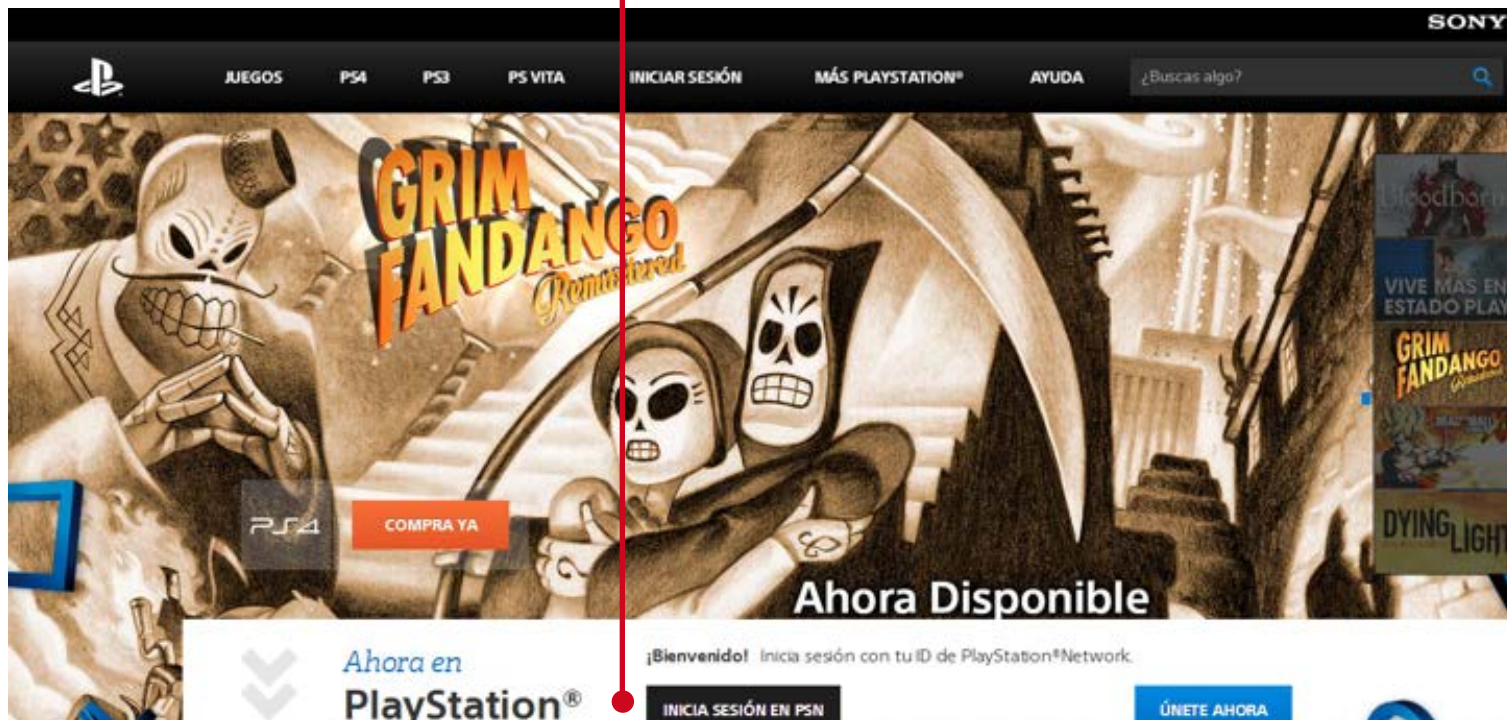 SONY
JUEGOS PS4 PS3 PS VITA INICIAR SESIÓN MÁS PLAYSTATION® AYUDA ¿Buscas algo?
GRIM
FANDANGO
Remastered
Bloodborne
VIVE MÁS EN
ESTADO PLAY
GRIM
FANDANGO
Remastered
DYING LIGHT
PS4 COMPRA YA
Ahora Disponible
Ahora en
PlayStation®
¡Bienvenido! Inicia sesión con tu ID de PlayStation®Network.
INICIA SESIÓN EN PSN ÚNETE AHORA